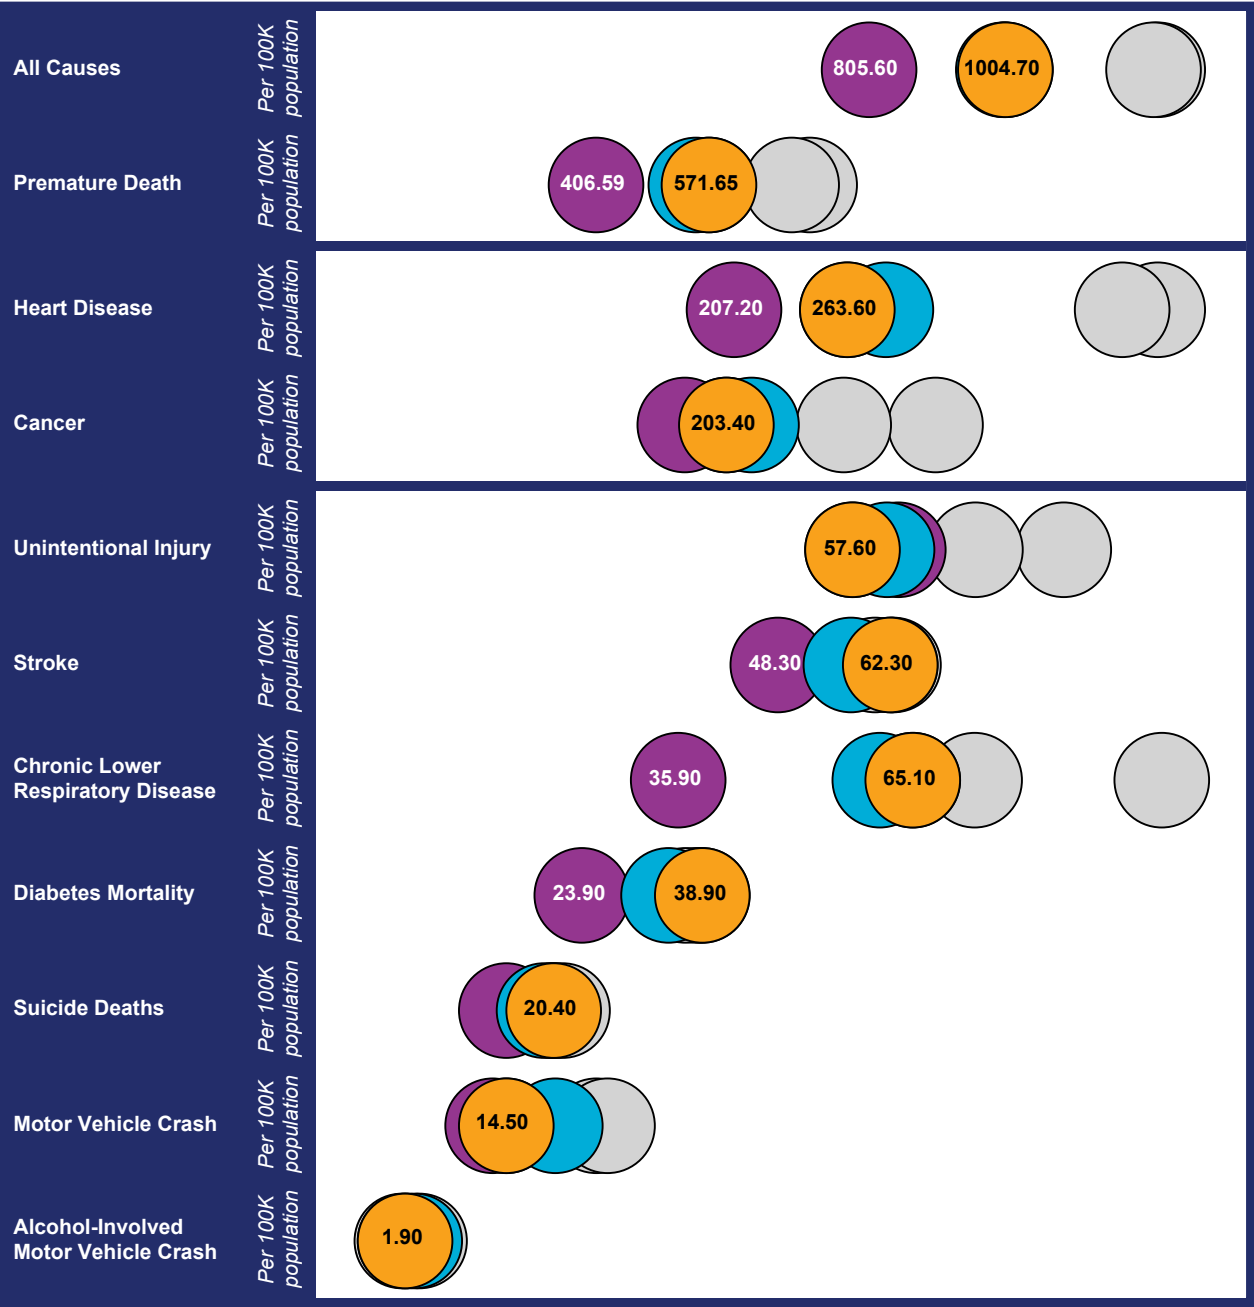 All Causes
Per 100K
population
805.60
1004.70
Premature Death
Per 100K
population
406.59
571.65
Heart Disease
Per 100K
population
207.20
263.60
Cancer
Per 100K
population
203.40
Unintentional Injury
Per 100K
population
57.60
Stroke
Per 100K
population
48.30
62.30
Chronic Lower
Respiratory Disease
Per 100K
population
35.90
65.10
Diabetes Mortality
Per 100K
population
23.90
38.90
Suicide Deaths
Per 100K
population
20.40
Motor Vehicle Crash
Per 100K
population
14.50
Alcohol-Involved
Motor Vehicle Crash
Per 100K
population
1.90